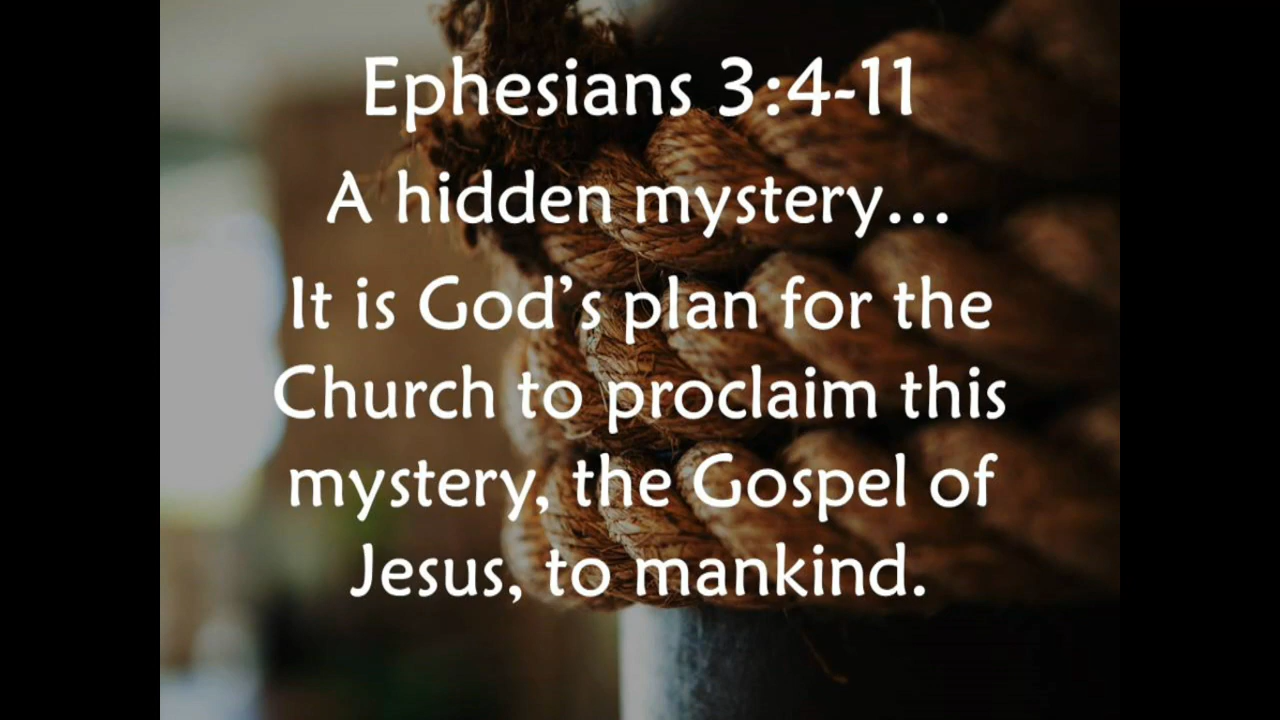 Ephesians 3:4-11
A hidden mystery...
It is God’s plan for the
Church to proclaim this
mystery, the Gospel of
Jesus, to mankind.